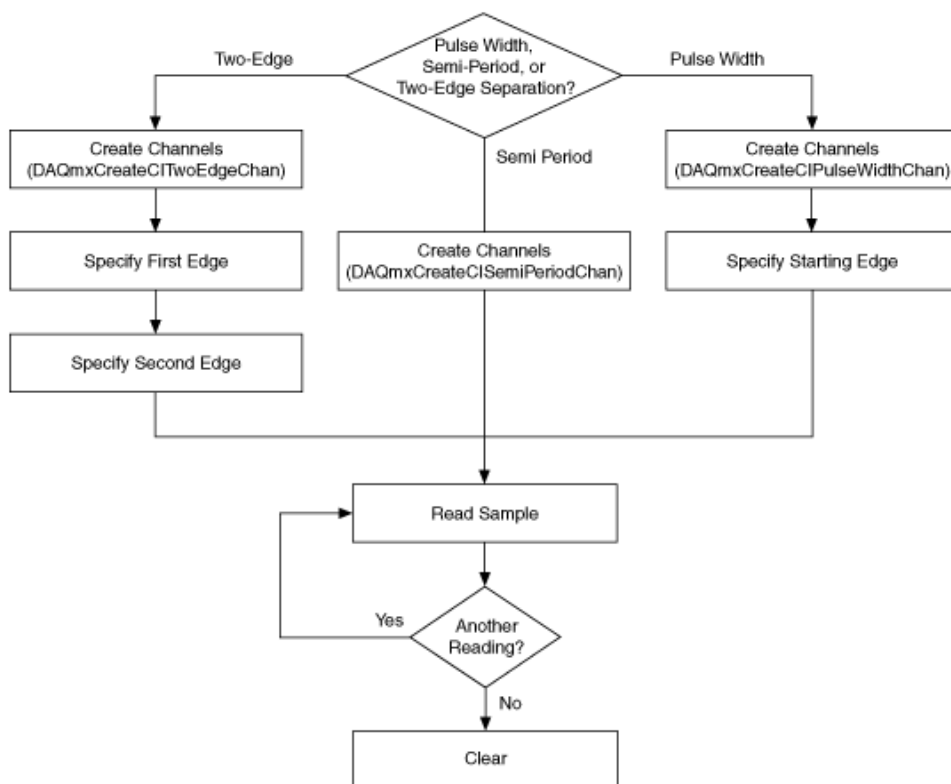 Pulse Width,
Semi-Period, or
Two-Edge Separation?
Two-Edge
Pulse Width
Semi Period
Create Channels
(DAQmxCreateCITwoEdgeChan)
Create Channels
(DAQmxCreateCIPulseWidthChan)
Specify First Edge
Create Channels
(DAQmxCreateCISemiPeriodChan)
Specify Starting Edge
Specify Second Edge
Read Sample
Yes
Another
Reading?
No
Clear